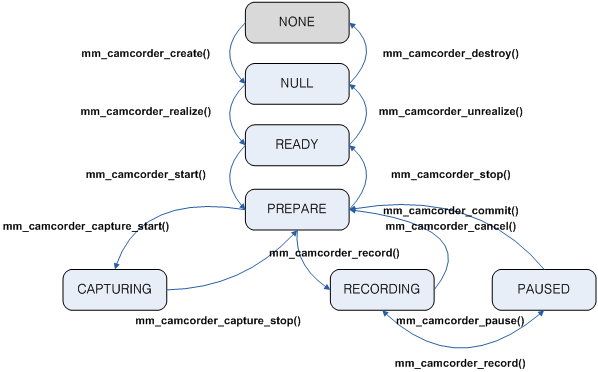 NONE
mm_camcorder_create()
mm_camcorder_destroy()
NULL
mm_camcorder_realize()
mm_camcorder_unrealize()
READY
mm_camcorder_start()
mm_camcorder_stop()
PREPARE
mm_camcorder_commit()
mm_camcorder_capture_start()
mm_camcorder_cancel()
mm_camcorder_record()
CAPTURING
RECORDING
PAUSED
mm_camcorder_capture_stop()
mm_camcorder_pause()
mm_camcorder_record()